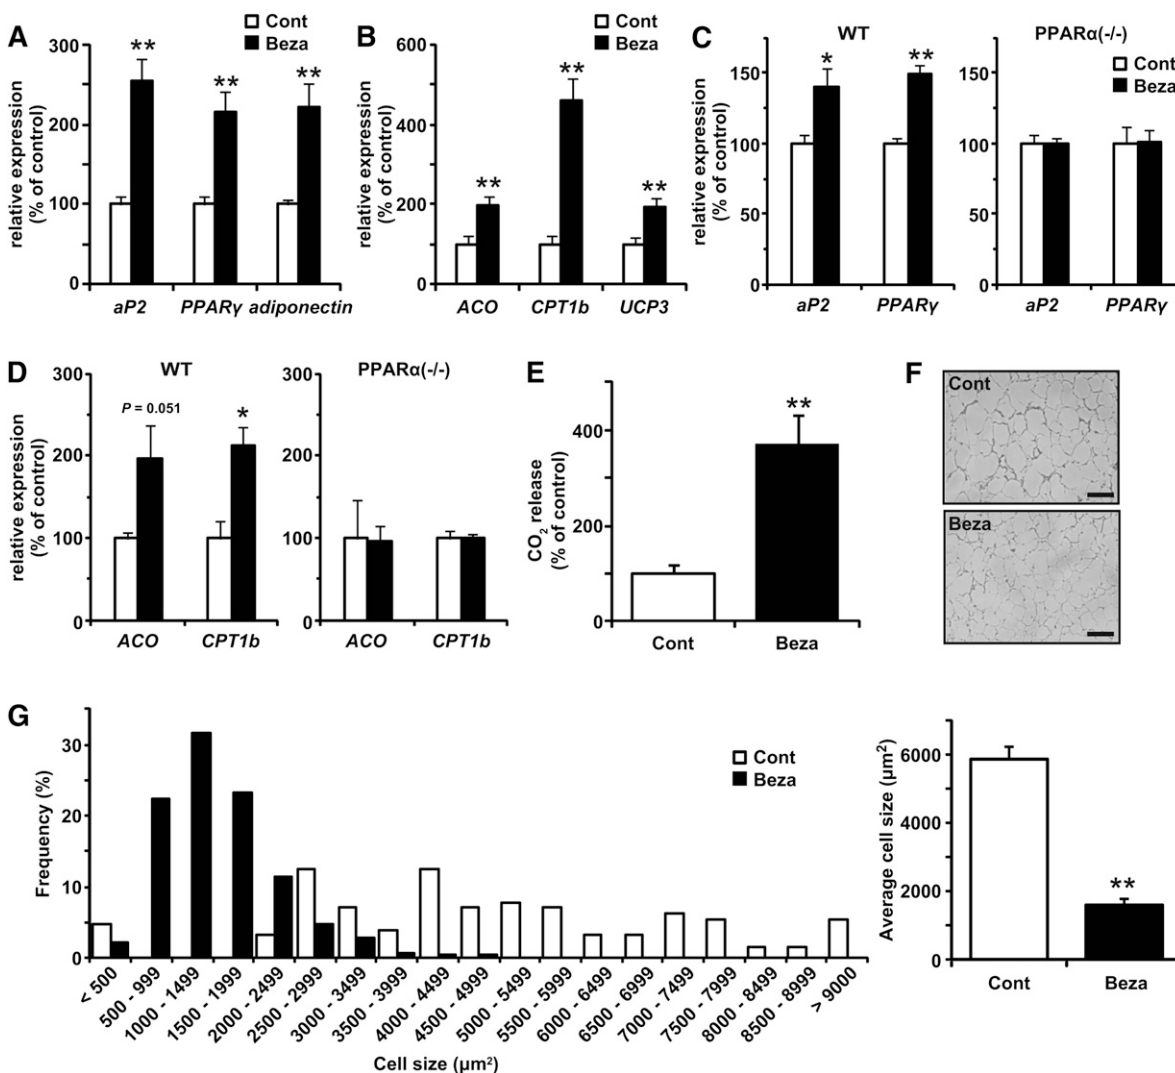 A
Cont
Beza
relative expression
(% of control)
300
250
200
100
50
0
**
**
**
aP2 PPARγ adiponectin
B
Cont
Beza
relative expression
(% of control)
600
400
200
0
**
**
**
ACO CPT1b UCP3
C
WT
PPARα(-/-)
Cont
Beza
relative expression
(% of control)
150
100
50
0
*
**
aP2 PPARγ
150
100
50
0
aP2 PPARγ
D
WT
PPARα(-/-)
relative expression
(% of control)
300
200
100
0
P = 0.051
*
ACO CPT1b
300
200
100
0
ACO CPT1b
E
CO2 release
(% of control)
400
200
100
0
**
Cont Beza
F
Cont
Beza
G
Frequency (%)
30
20
10
0
Cont
Beza
< 500
500 - 999
1000 - 1499
1500 - 1999
2000 - 2499
2500 - 2999
3000 - 3499
3500 - 3999
4000 - 4499
4500 - 4999
5000 - 5499
5500 - 5999
6000 - 6499
6500 - 6999
7000 - 7499
7500 - 7999
8000 - 8499
8500 - 8999
> 9000
Cell size (µm²)
Average cell size (µm²)
6000
4000
2000
0
**
Cont Beza